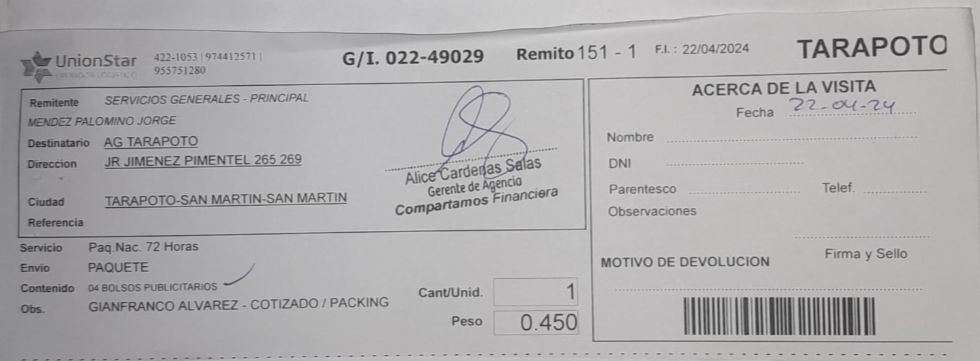 UnionStar 422-1053 | 974412571 |
955751280
G/I. 022-49029 Remito 151 - 1 F.I. : 22/04/2024 TARAPOTO
Remitente SERVICIOS GENERALES - PRINCIPAL
MENDEZ PALOMINO JORGE
Destinatario AG TARAPOTO
Direccion JR JIMENEZ PIMENTEL 265 269
Ciudad TARAPOTO-SAN MARTIN-SAN MARTIN
Referencia
Alice Cardenas Salas
Gerente de Agencia
Compartamos Financiera
Servicio Paq.Nac. 72 Horas
Envio PAQUETE
Contenido 04 BOLSOS PUBLICITARIOS
Obs. GIANFRANCO ALVAREZ - COTIZADO / PACKING
Cant/Unid. 1
Peso 0.450
ACERCA DE LA VISITA
Fecha 22-04-24
Nombre
DNI
Parentesco Telef.
Observaciones
Firma y Sello
MOTIVO DE DEVOLUCION